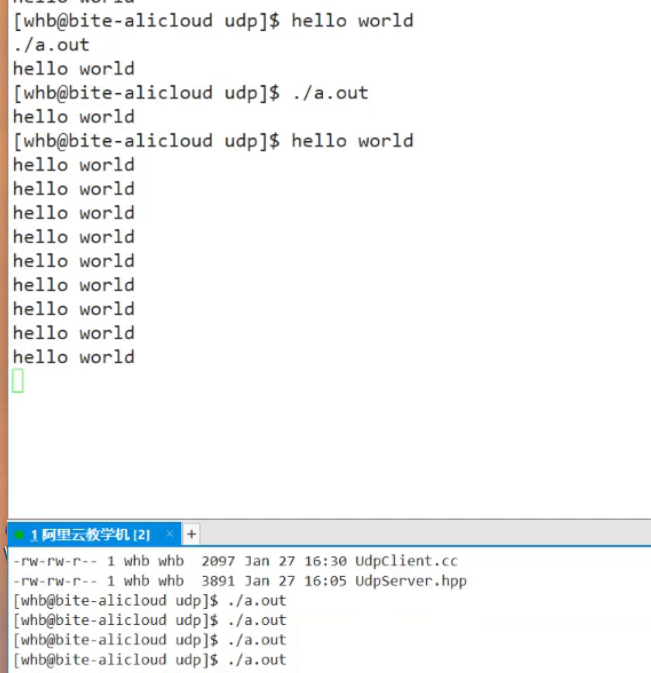 hello world
[whb@bite-alicloud udp]$ hello world
./a.out
hello world
[whb@bite-alicloud udp]$ ./a.out
hello world
[whb@bite-alicloud udp]$ hello world
hello world
hello world
hello world
hello world
hello world
hello world
hello world
hello world
hello world
1 阿里云教学机 [2] × +
-rw-rw-r-- 1 whb whb 2097 Jan 27 16:30 UdpClient.cc
-rw-rw-r-- 1 whb whb 3891 Jan 27 16:05 UdpServer.hpp
[whb@bite-alicloud udp]$ ./a.out
[whb@bite-alicloud udp]$ ./a.out
[whb@bite-alicloud udp]$ ./a.out
[whb@bite-alicloud udp]$ ./a.out